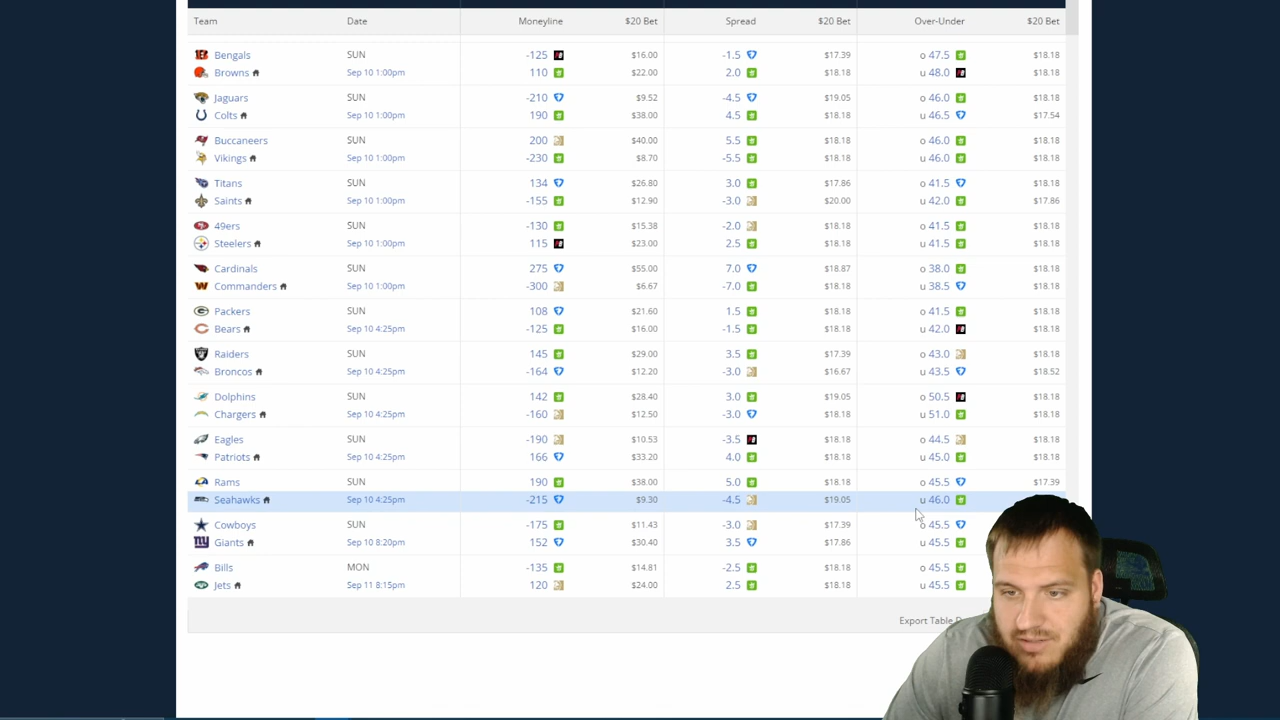 Team Date Moneyline $20 Bet Spread $20 Bet Over-Under $20 Bet
Bengals SUN -125 $16.00 -1.5 $17.39 o 47.5 $18.18
Browns Sep 10 1:00pm 110 $22.00 2.0 $18.18 u 48.0 $18.18
Jaguars SUN -210 $9.52 -4.5 $19.05 o 46.0 $18.18
Colts Sep 10 1:00pm 190 $38.00 4.5 $18.18 u 46.5 $17.54
Buccaneers SUN 200 $40.00 5.5 $18.18 o 46.0 $18.18
Vikings Sep 10 1:00pm -230 $8.70 -5.5 $18.18 u 46.0 $18.18
Titans SUN 134 $26.80 3.0 $17.86 o 41.5 $18.18
Saints Sep 10 1:00pm -155 $12.90 -3.0 $20.00 u 42.0 $17.86
49ers SUN -130 $15.38 -2.0 $18.18 o 41.5 $18.18
Steelers Sep 10 1:00pm 115 $23.00 2.5 $18.18 u 41.5 $18.18
Cardinals SUN 275 $55.00 7.0 $18.87 o 38.0 $18.18
Commanders Sep 10 1:00pm -300 $6.67 -7.0 $18.18 u 38.5 $18.18
Packers SUN 108 $21.60 1.5 $18.18 o 41.5 $18.18
Bears Sep 10 4:25pm -125 $16.00 -1.5 $18.18 u 42.0 $18.18
Raiders SUN 145 $29.00 3.5 $17.39 o 43.0 $18.18
Broncos Sep 10 4:25pm -164 $12.20 -3.0 $16.67 u 43.5 $18.52
Dolphins SUN 142 $28.40 3.0 $19.05 o 50.5 $18.18
Chargers Sep 10 4:25pm -160 $12.50 -3.0 $18.18 u 51.0 $18.18
Eagles SUN -190 $10.53 -3.5 $18.18 o 44.5 $18.18
Patriots Sep 10 4:25pm 166 $33.20 4.0 $18.18 u 45.0 $18.18
Rams SUN 190 $38.00 5.0 $18.18 o 45.5 $17.39
Seahawks Sep 10 4:25pm -215 $9.30 -4.5 $19.05 u 46.0
Cowboys SUN -175 $11.43 -3.0 $17.39 o 45.5
Giants Sep 10 8:20pm 152 $30.40 3.5 $17.86 u 45.5
Bills MON -135 $14.81 -2.5 $18.18 o 45.5
Jets Sep 11 8:15pm 120 $24.00 2.5 $18.18 u 45.5
Export Table